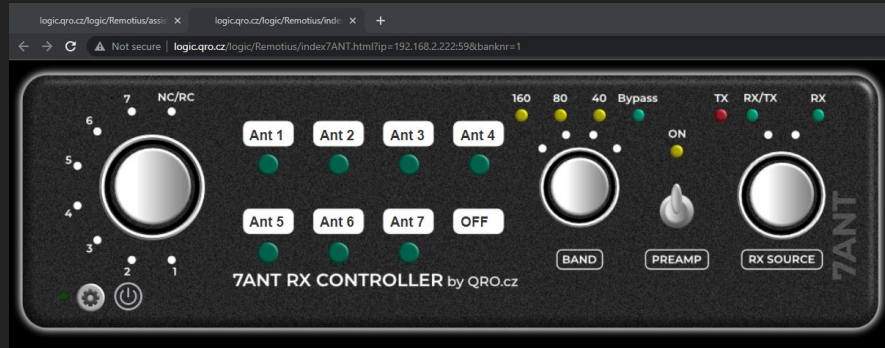 logic.qro.cz/logic/Remotius/assis
logic.qro.cz/logic/Remotius/inde
Not secure | logic.qro.cz/logic/Remotius/index7ANT.html?ip=192.168.2.222:59&banknr=1
7 NC/RC
6
5
4
3
2 1
Ant 1 Ant 2 Ant 3 Ant 4
Ant 5 Ant 6 Ant 7 OFF
7ANT RX CONTROLLER by QRO.cz
160 80 40 Bypass
BAND
ON
PREAMP
TX RX/TX RX
RX SOURCE
7ANT